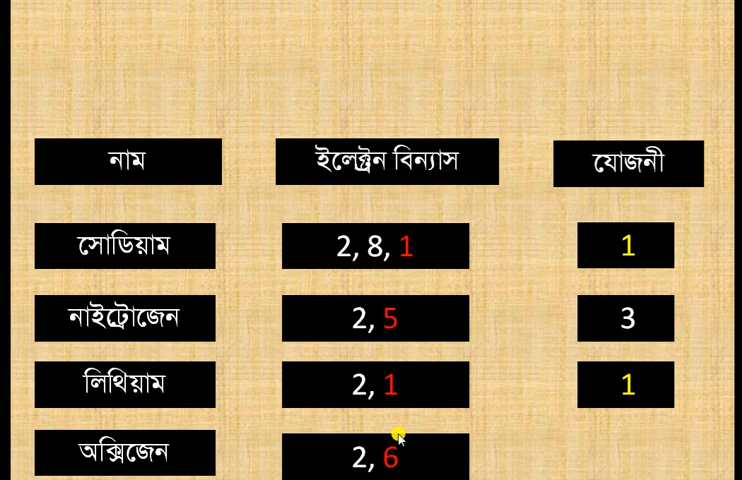 নাম ইলেক্ট্রন বিন্যাস যোজনী
সোডিয়াম 2, 8, 1 1
নাইট্রোজেন 2, 5 3
লিথিয়াম 2, 1 1
অক্সিজেন 2, 6